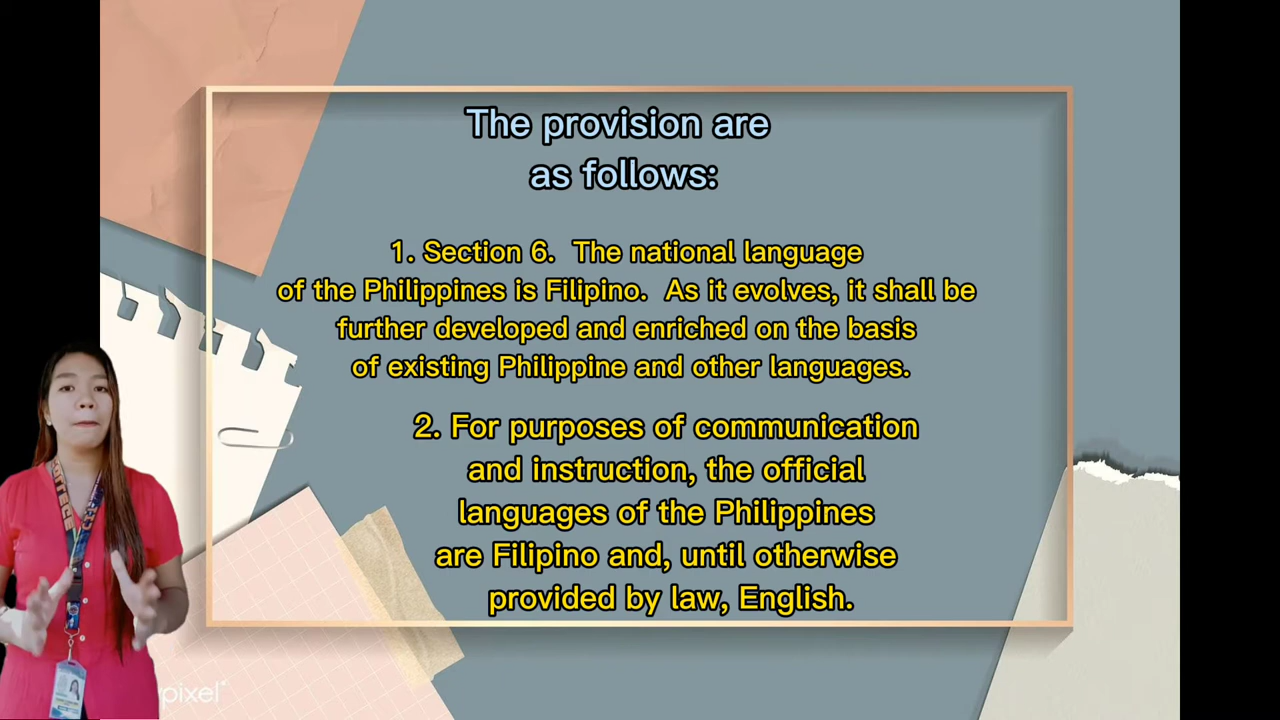 The provision are
as follows:
1. Section 6. The national language
of the Philippines is Filipino. As it evolves, it shall be
further developed and enriched on the basis
of existing Philippine and other languages.
2. For purposes of communication
and instruction, the official
languages of the Philippines
are Filipino and, until otherwise
provided by law, English.
pixel